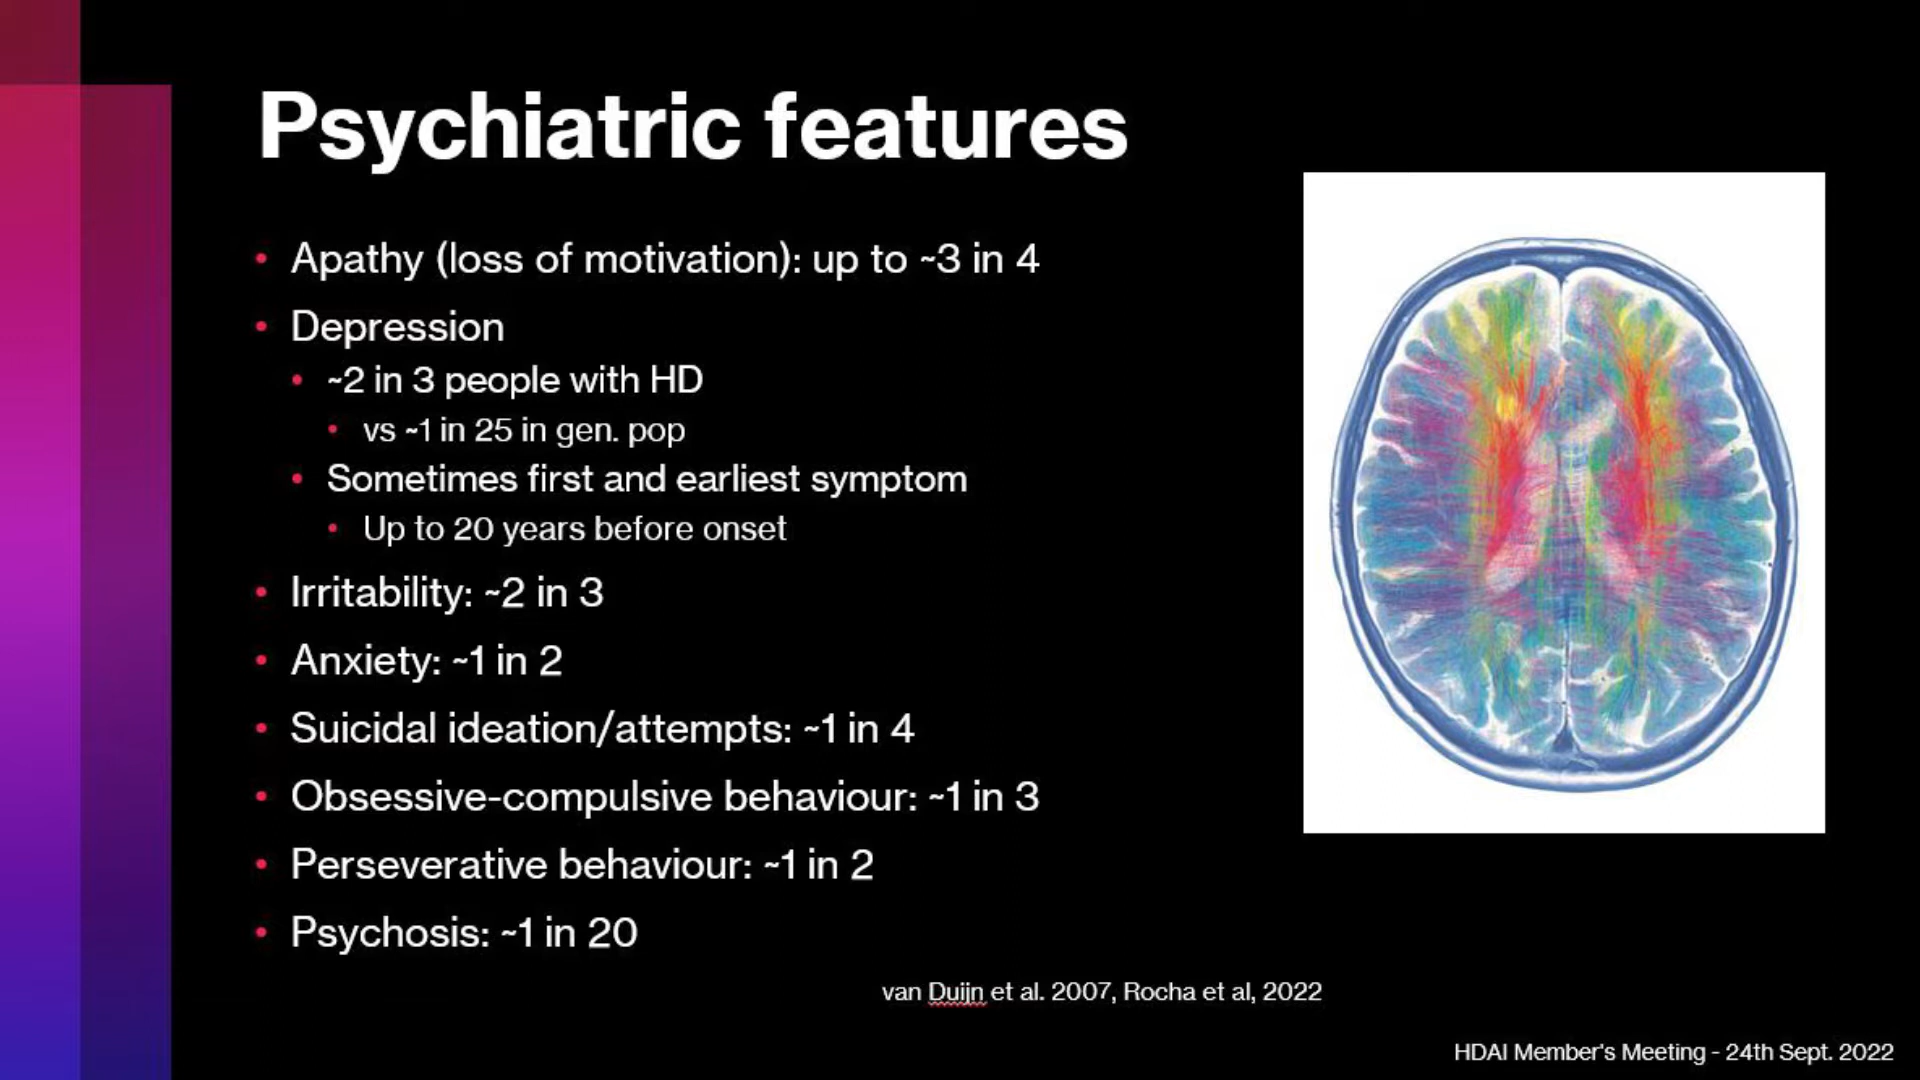 Psychiatric features
• Apathy (loss of motivation): up to ~3 in 4
• Depression
• ~2 in 3 people with HD
• vs ~1 in 25 in gen. pop
• Sometimes first and earliest symptom
• Up to 20 years before onset
• Irritability: ~2 in 3
• Anxiety: ~1 in 2
• Suicidal ideation/attempts: ~1 in 4
• Obsessive-compulsive behaviour: ~1 in 3
• Perseverative behaviour: ~1 in 2
• Psychosis: ~1 in 20
van Duijn et al. 2007, Rocha et al, 2022
HDAI Member's Meeting - 24th Sept. 2022